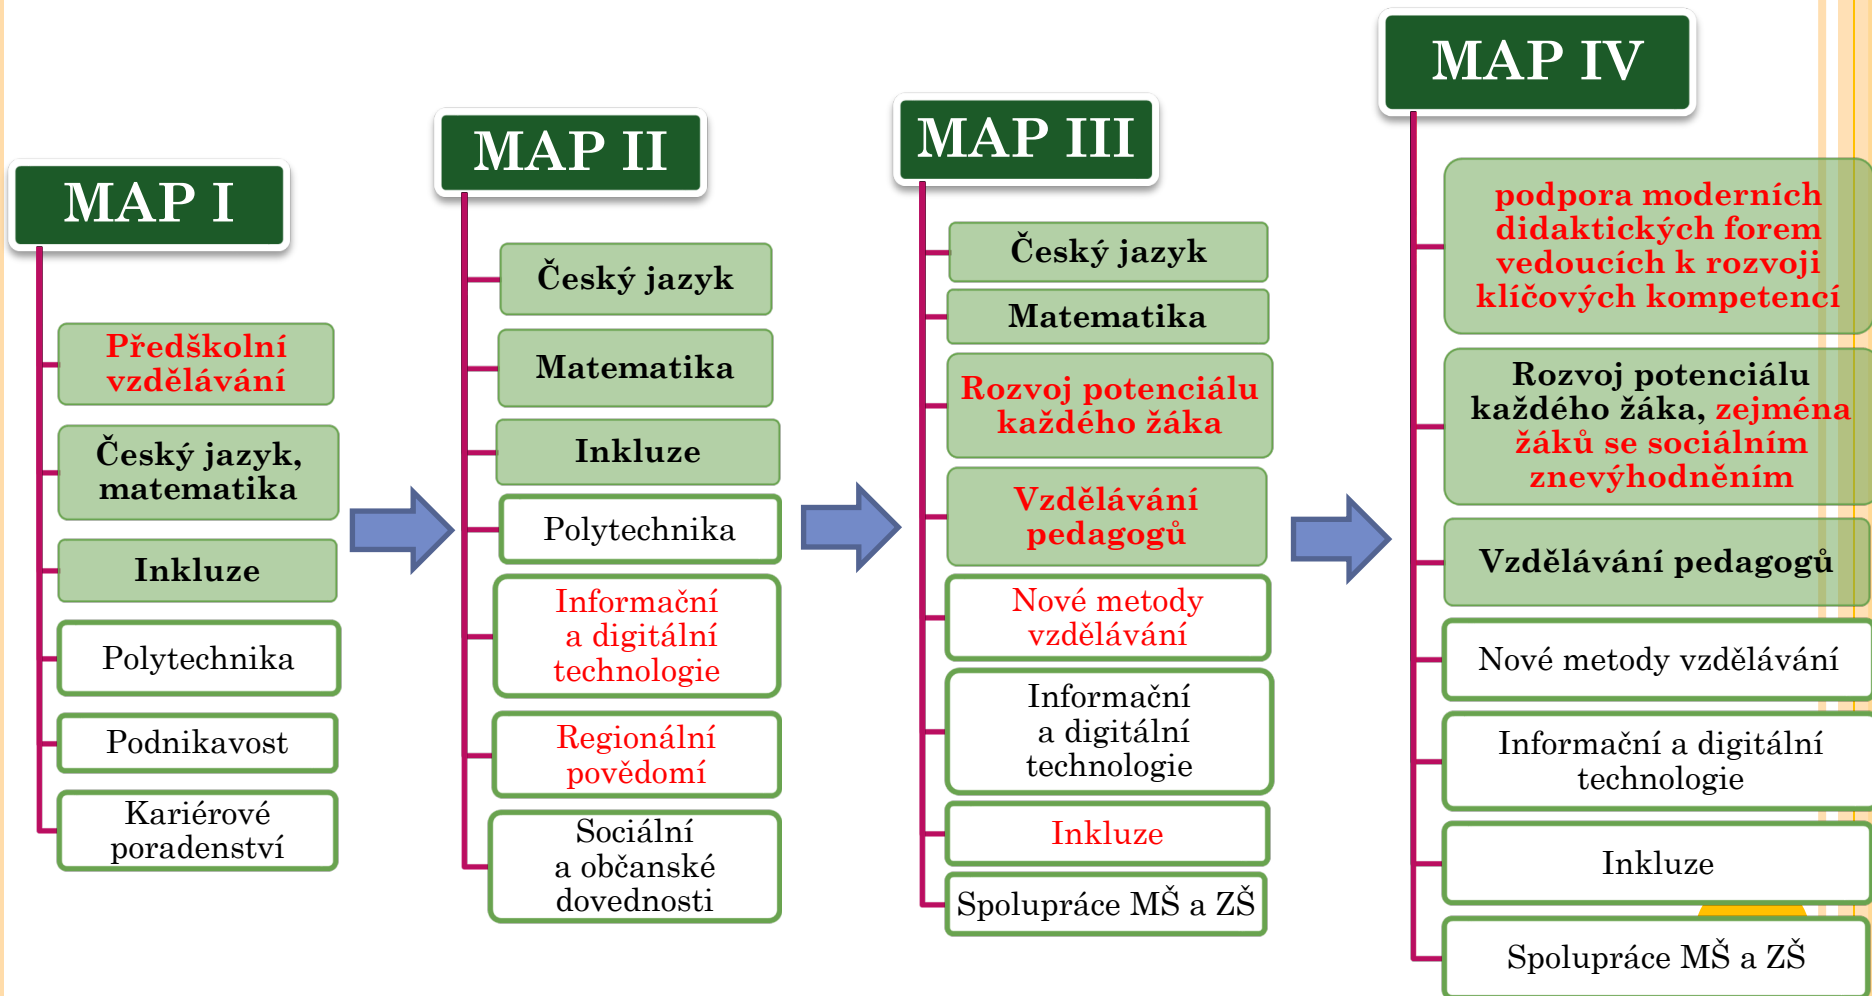 MAP I
Předškolní
vzdělávání
Český jazyk,
matematika
Inkluze
Polytechnika
Podnikavost
Kariérové
poradenství
MAP II
Český jazyk
Matematika
Inkluze
Polytechnika
Informační
a digitální
technologie
Regionální
povědomí
Sociální
a občanské
dovednosti
MAP III
Český jazyk
Matematika
Rozvoj potenciálu
každého žáka
Vzdělávání
pedagogů
Nové metody
vzdělávání
Informační
a digitální
technologie
Inkluze
Spolupráce MŠ a ZŠ
MAP IV
podpora moderních
didaktických forem
vedoucích k rozvoji
klíčových kompetencí
Rozvoj potenciálu
každého žáka, zejména
žáků se sociálním
znevýhodněním
Vzdělávání pedagogů
Nové metody vzdělávání
Informační a digitální
technologie
Inkluze
Spolupráce MŠ a ZŠ